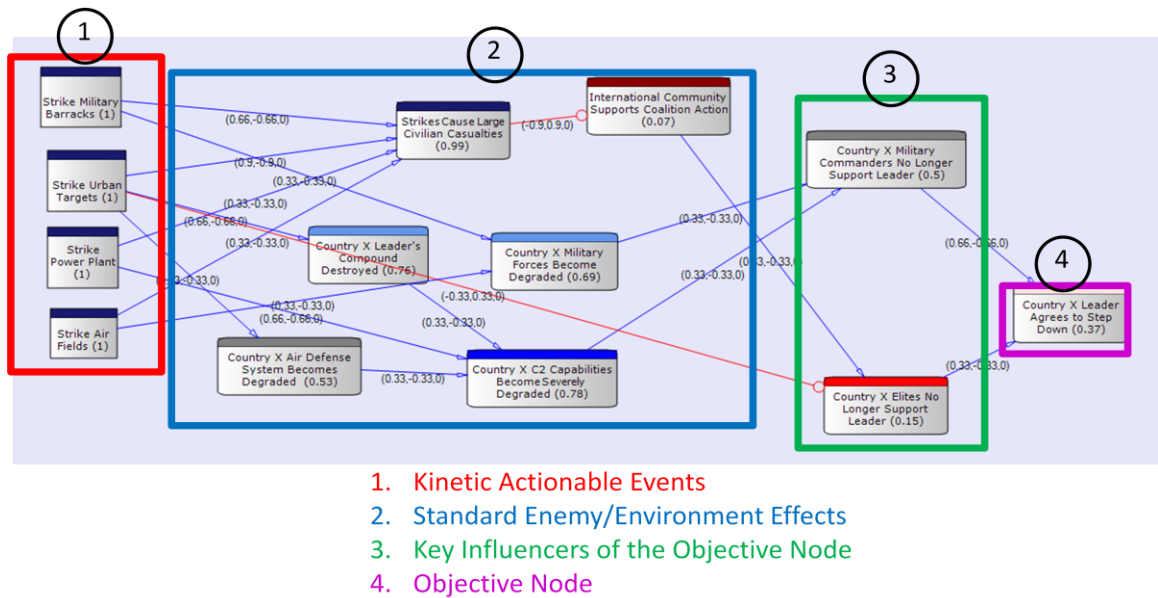 1
2
3
4
Strike Military
Barracks (1)
Strike Urban
Targets (1)
Strike
Power Plant
(1)
Strike Air
Fields (1)
(0.66,-0.66,0)
(0.9,-0.9,0)
(0.33,-0.33,0)
(0.33,-0.33,0)
(0.66,-0.66,0)
(0.33,-0.33,0)
Strikes Cause Large
Civilian Casualties
(0.99)
(-0.9,0.9,0)
International Community
Supports Coalition Action
(0.07)
Country X Leader's
Compound
Destroyed (0.76)
Country X Military
Forces Become
Degraded (0.69)
(0.33,-0.33,0)
(0.66,-0.66,0)
(-0.33,0.33,0)
(0.33,-0.33,0)
Country X Air Defense
System Becomes
Degraded (0.53)
(0.33,-0.33,0)
Country X C2 Capabilities
Become Severely
Degraded (0.78)
(0.33,-0.33,0)
(0.33,-0.33,0)
Country X Military
Commanders No Longer
Support Leader (0.5)
(0.66,-0.66,0)
Country X Leader
Agrees to Step
Down (0.37)
Country X Elites No
Longer Support
Leader (0.15)
(0.33,-0.33,0)
1. Kinetic Actionable Events
2. Standard Enemy/Environment Effects
3. Key Influencers of the Objective Node
4. Objective Node